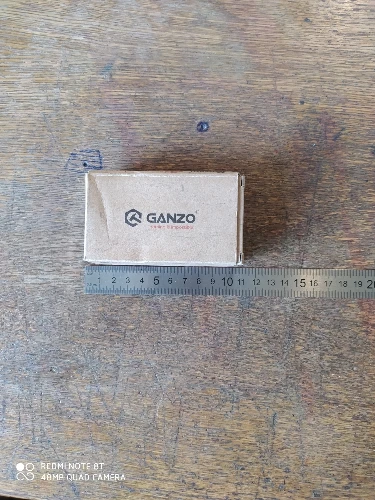 GANZO
1 2 3 4 5 6 7 8 9 10 11 12 13 14 15 16 17 18 19 20
REDMI NOTE 8T
48MP QUAD CAMERA